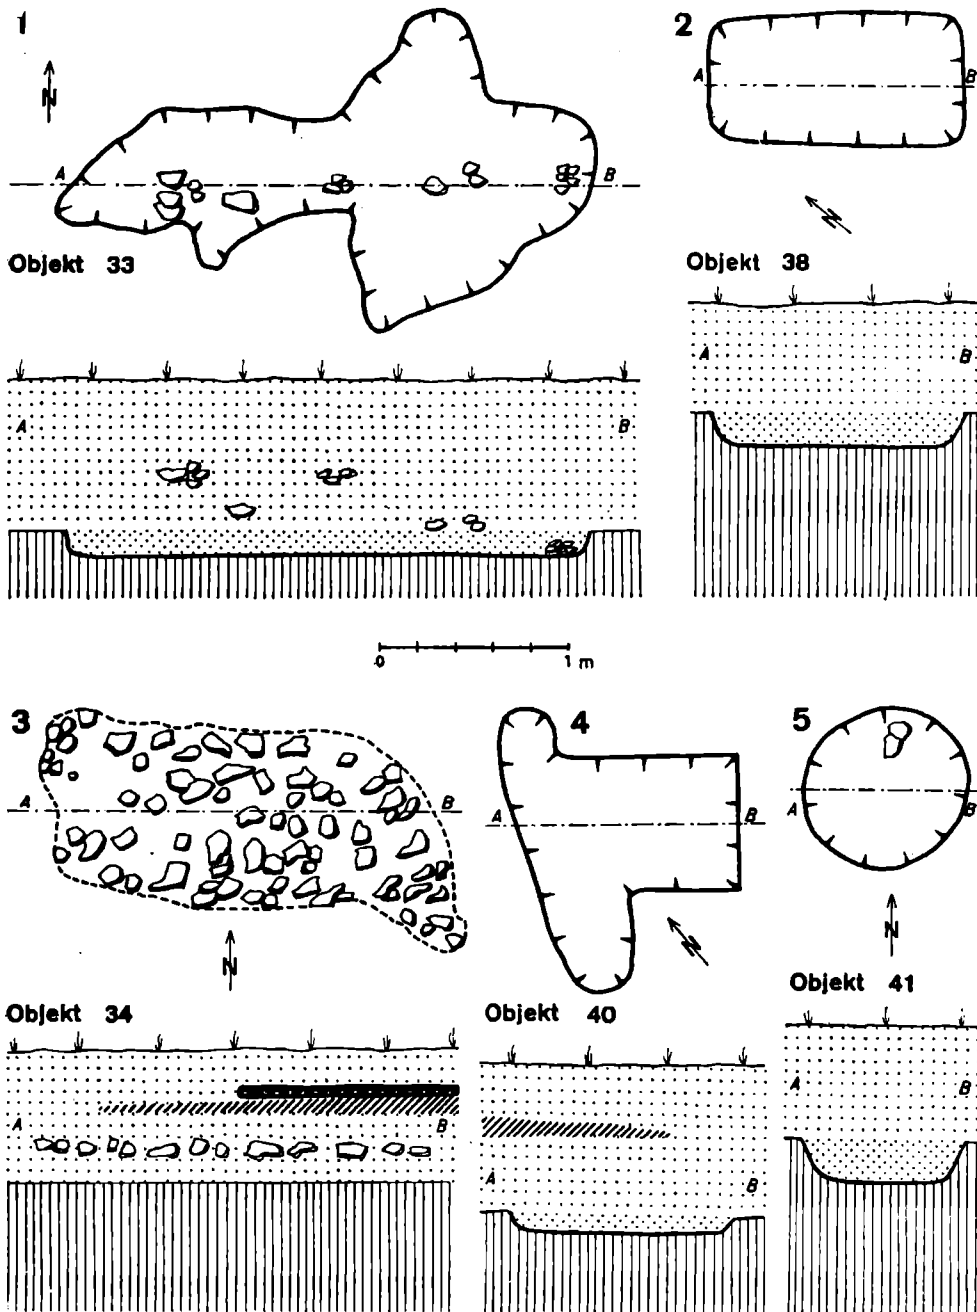 1
N
A B
Objekt 33
A B
2
A B
N
Objekt 38
A B
0 1 m
3
A B
N
Objekt 34
A B
4
A B
N
Objekt 40
A B
5
A B
N
Objekt 41
A B